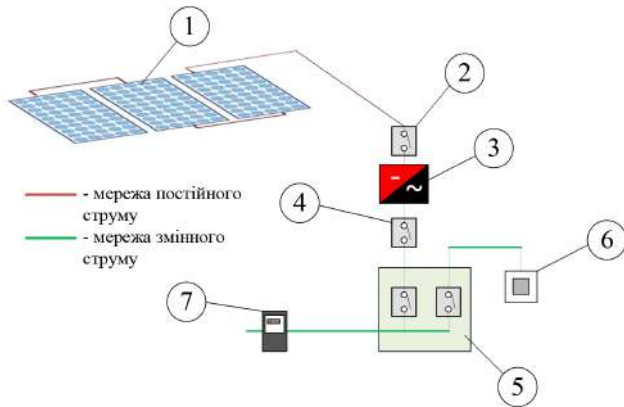 1
2
3
- мережа постійного
струму
4
- мережа змінного
струму
6
7
5